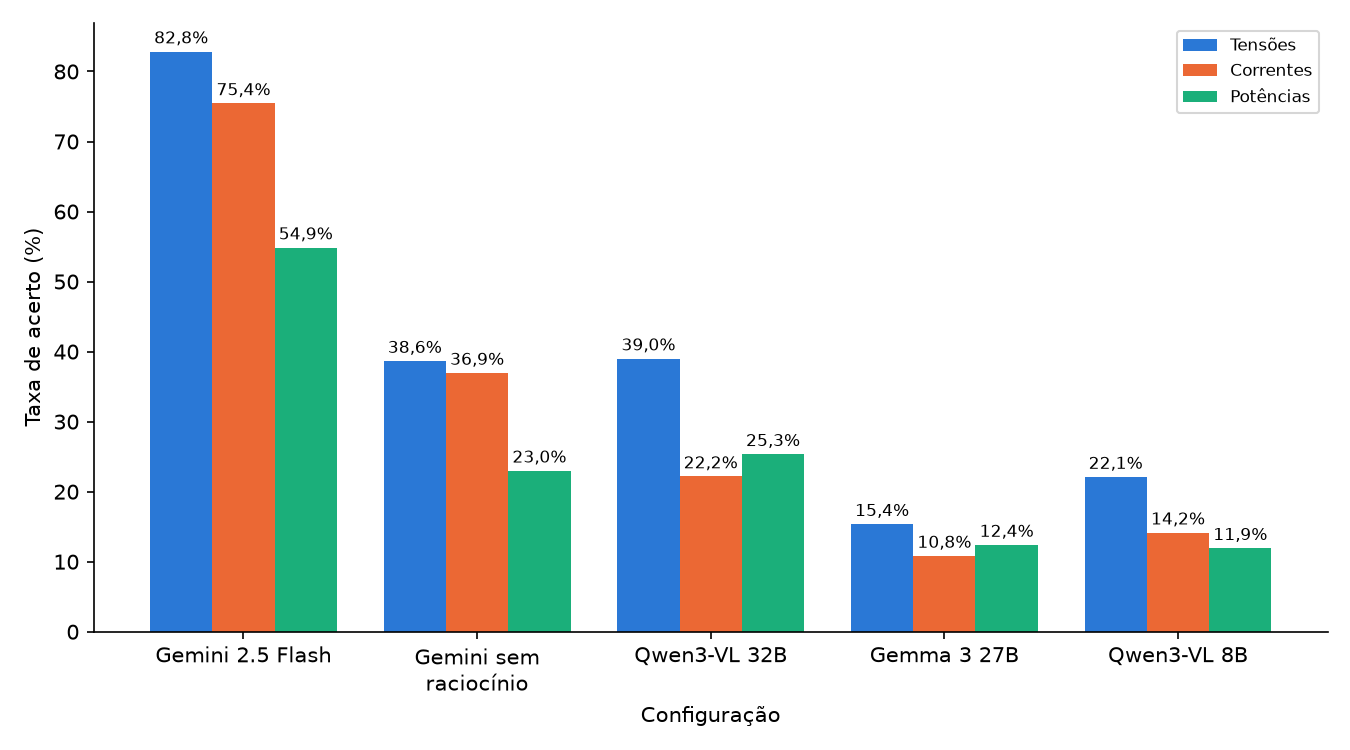 82,8%
75,4%
54,9%
38,6%
36,9%
23,0%
39,0%
22,2%
25,3%
15,4%
10,8%
12,4%
22,1%
14,2%
11,9%
Tensões
Correntes
Potências
Taxa de acerto (%)
80
70
60
50
40
30
20
10
0
Gemini 2.5 Flash
Gemini sem
raciocínio
Qwen3-VL 32B
Gemma 3 27B
Qwen3-VL 8B
Configuração